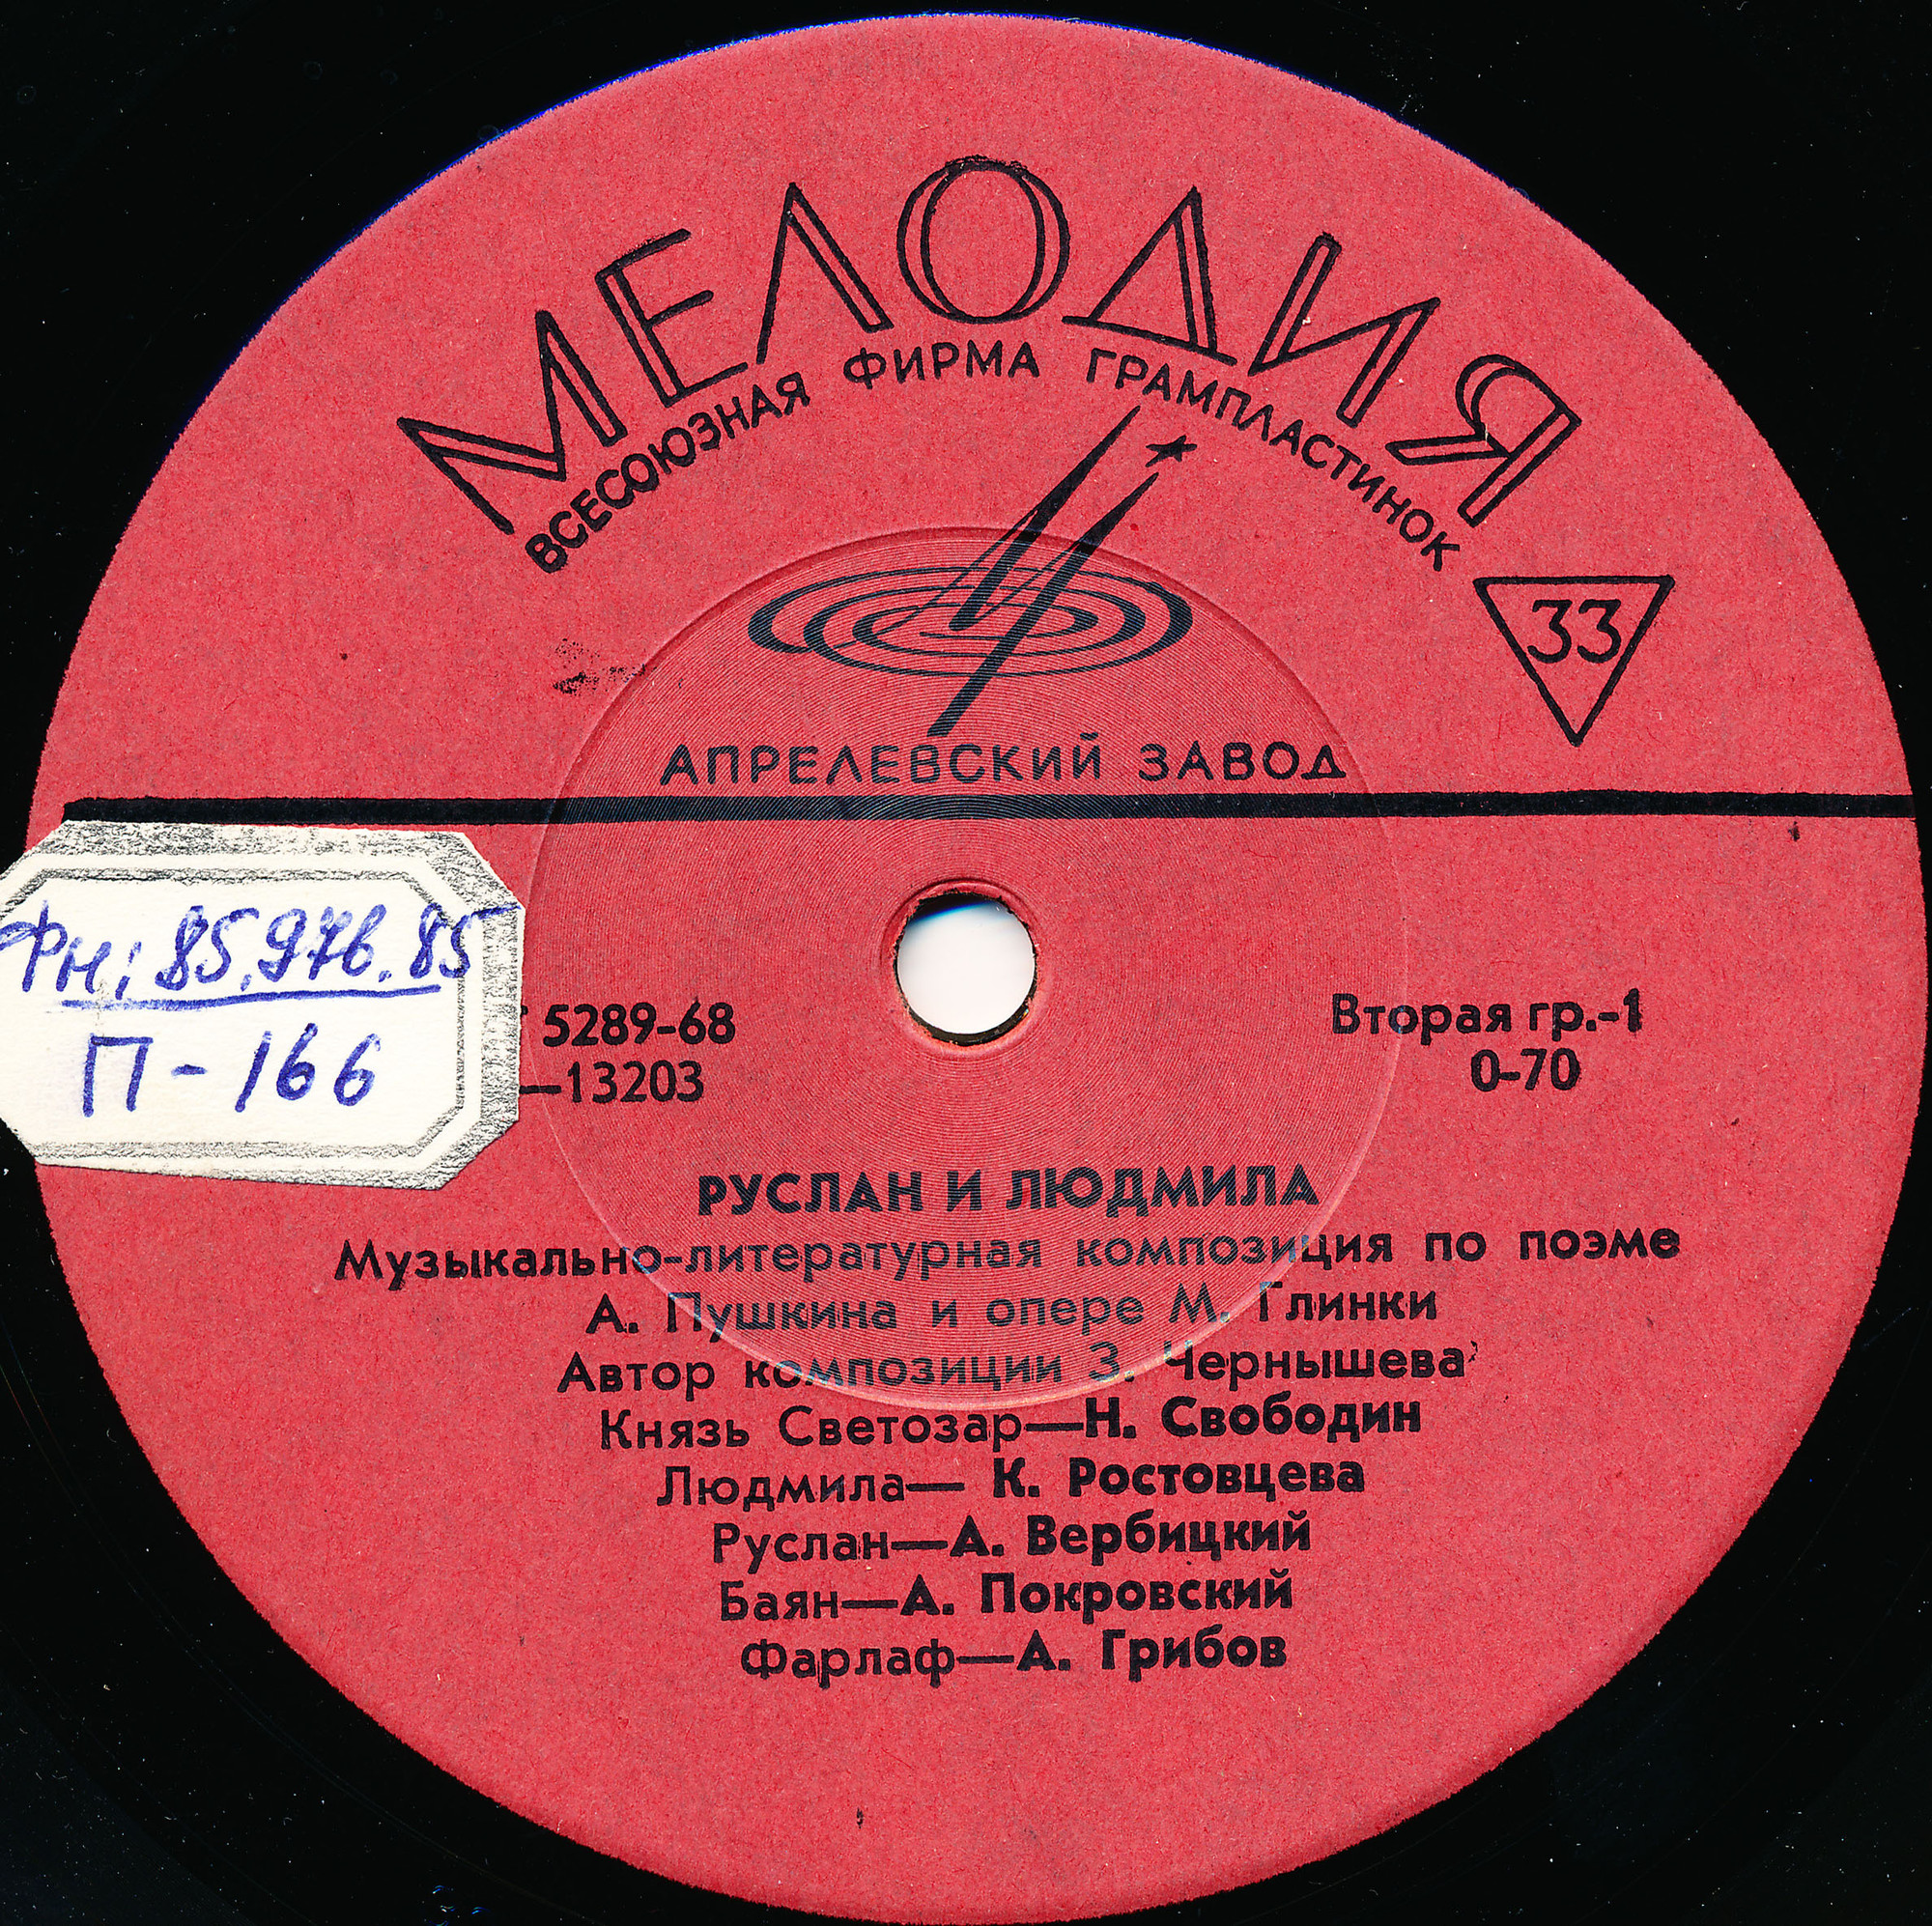 МЕЛОДИЯ
ВСЕСОЮЗНАЯ ФИРМА ГРАМПЛАСТИНОК
33
АПРЕЛЕВСКИЙ ЗАВОД
Фн: 85.976.85
П-166
5289-68
—13203
Вторая гр.-1
0-70
РУСЛАН И ЛЮДМИЛА
Музыкально-литературная композиция по поэме
А. Пушкина и опере М. Глинки
Автор композиции З. Чернышева
Князь Светозар—Н. Свободин
Людмила— К. Ростовцева
Руслан—А. Вербицкий
Баян—А. Покровский
Фарлаф—А. Грибов